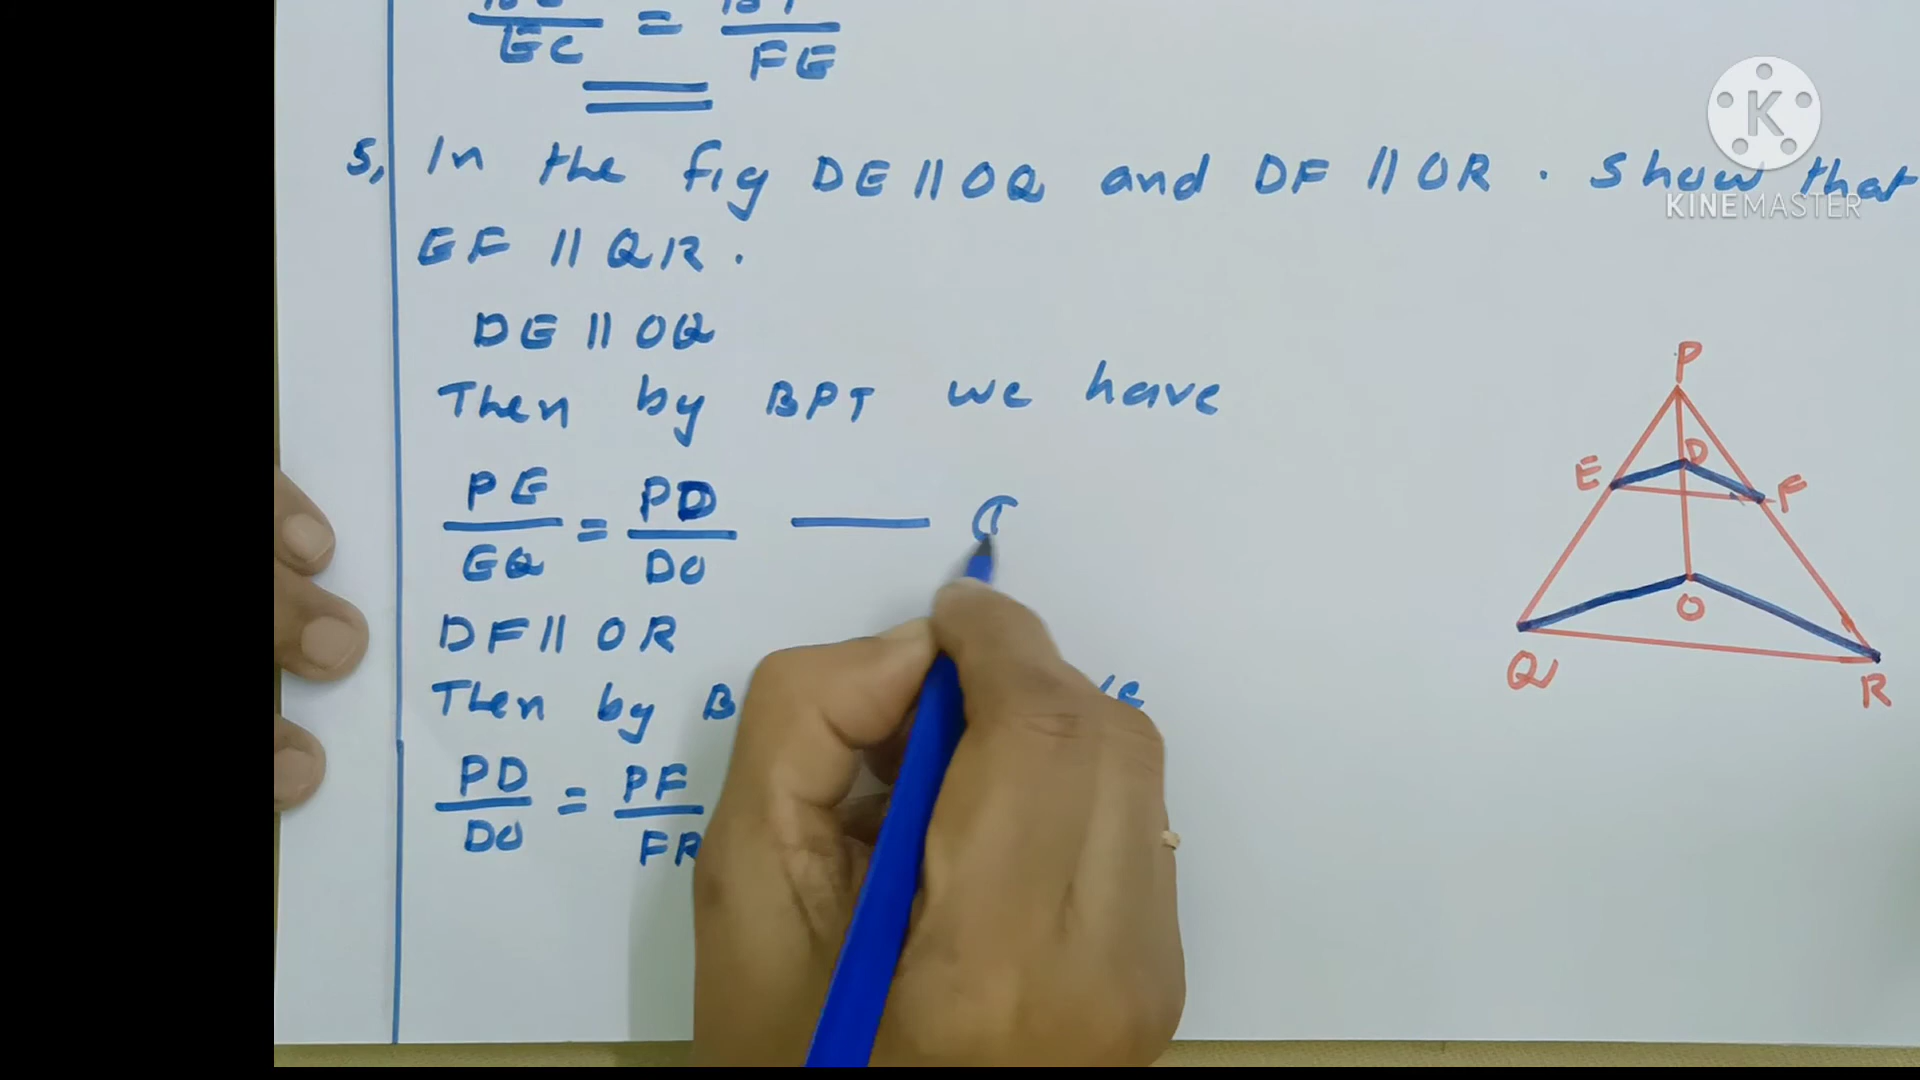 EC = FE
5, In the fig DE || OQ and DF || OR . Show that
EF || QR .
DE || OQ
Then by BPT we have
PE = PD
EQ DO
DF || OR
Then by
PD = PF
DO FR
P
D
E
F
O
Q
R
K
KINEMASTER